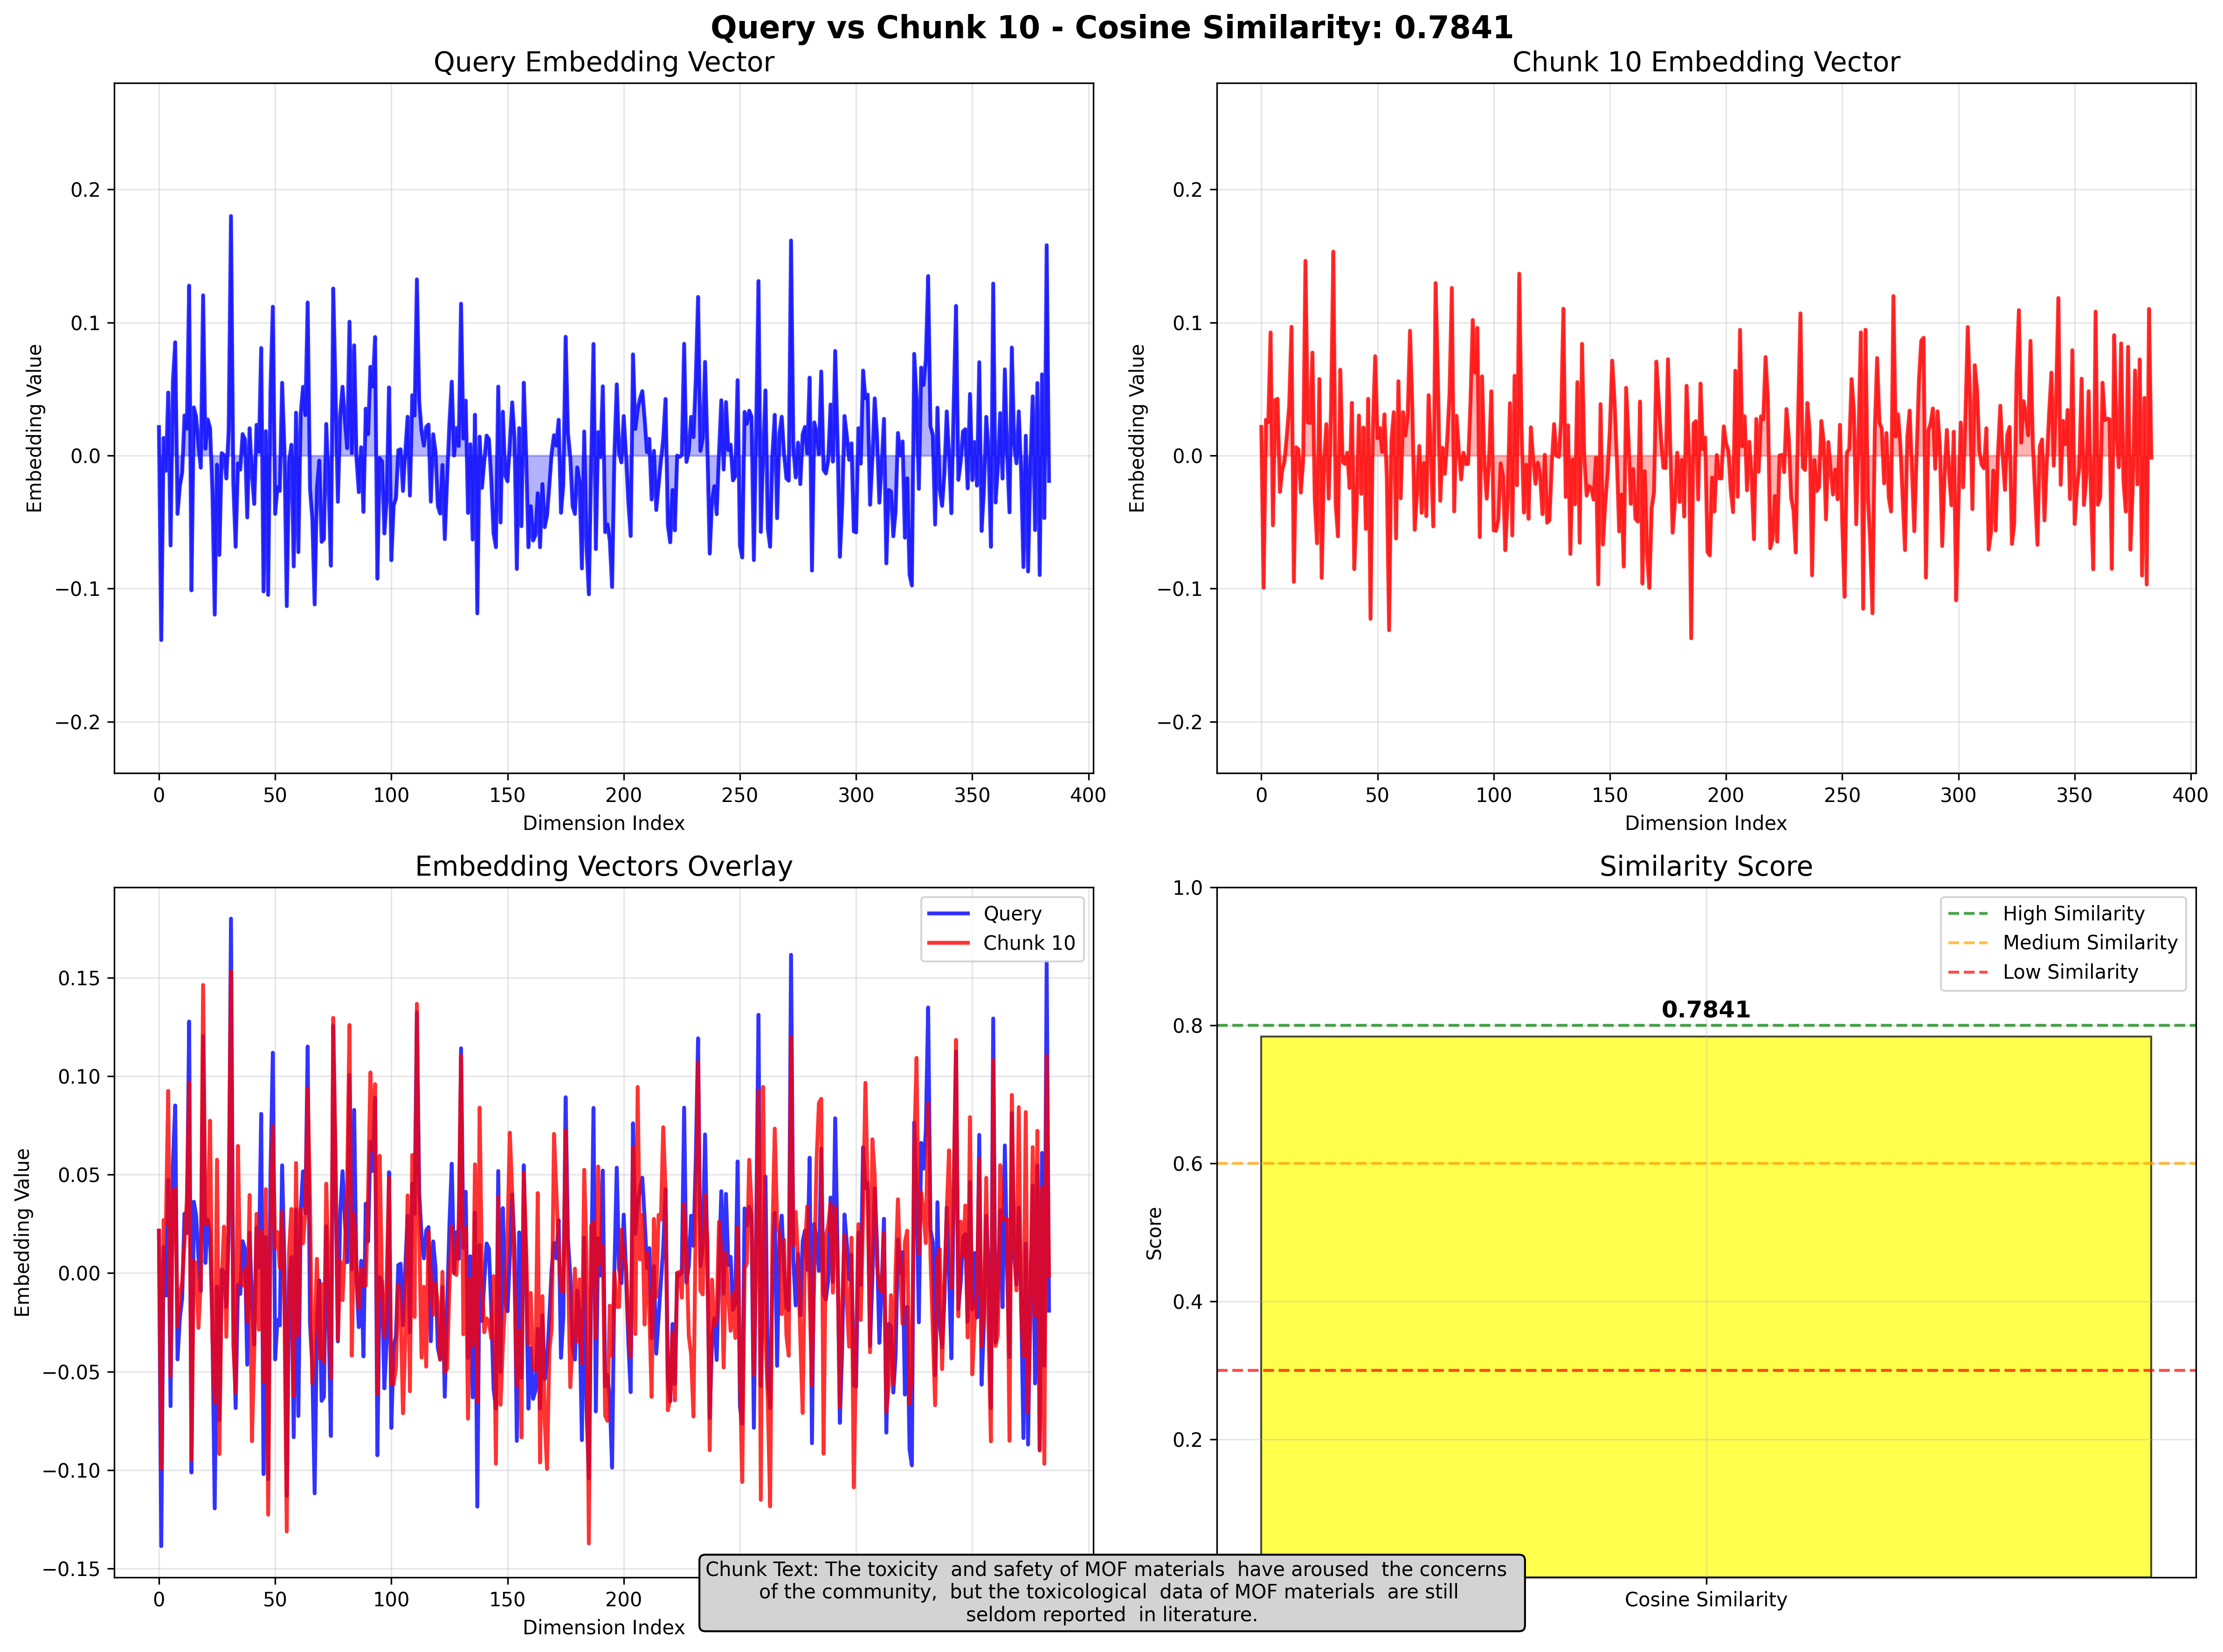 Query vs Chunk 10 - Cosine Similarity: 0.7841
Query Embedding Vector
Embedding Value
0.2
0.1
0.0
−0.1
−0.2
0
50
100
150
200
250
300
350
400
Dimension Index
Chunk 10 Embedding Vector
Embedding Value
0.2
0.1
0.0
−0.1
−0.2
0
50
100
150
200
250
300
350
400
Dimension Index
Embedding Vectors Overlay
Query
Chunk 10
Embedding Value
0.15
0.10
0.05
0.00
−0.05
−0.10
−0.15
0
50
100
150
200
Dimension Index
Similarity Score
High Similarity
Medium Similarity
Low Similarity
0.7841
Score
1.0
0.8
0.6
0.4
0.2
Cosine Similarity
Chunk Text: The toxicity  and safety of MOF materials  have aroused  the concerns
of the community,  but the toxicological  data of MOF materials  are still
seldom reported  in literature.